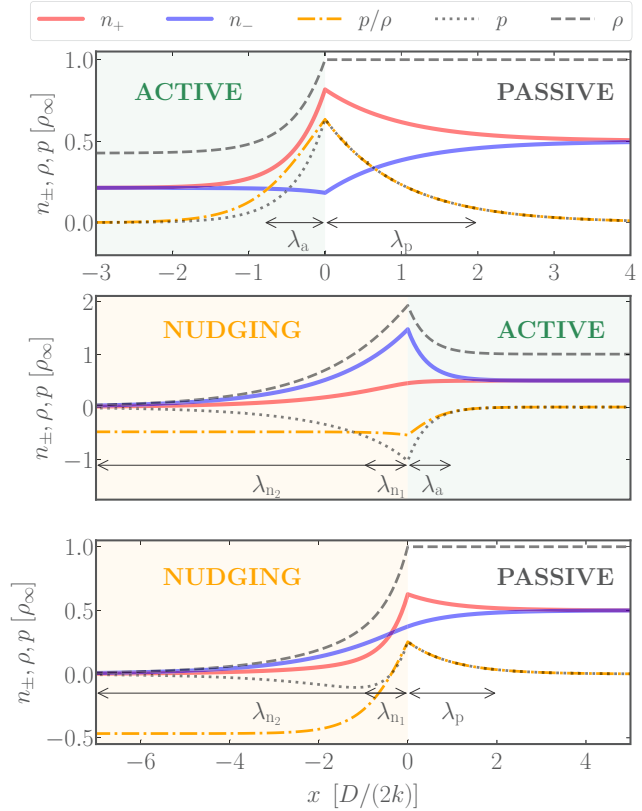 n₊ n₋ p/ρ p ρ
ACTIVE PASSIVE
n±, ρ, p [ρ∞]
1.0
0.5
0.0
λa λp
−3 −2 −1 0 1 2 3 4
NUDGING ACTIVE
n±, ρ, p [ρ∞]
2
1
0
−1
λn₂ λn₁ λa
NUDGING PASSIVE
n±, ρ, p [ρ∞]
1.0
0.5
0.0
−0.5
λn₂ λn₁ λp
−6 −4 −2 0 2 4
x [D/(2k)]